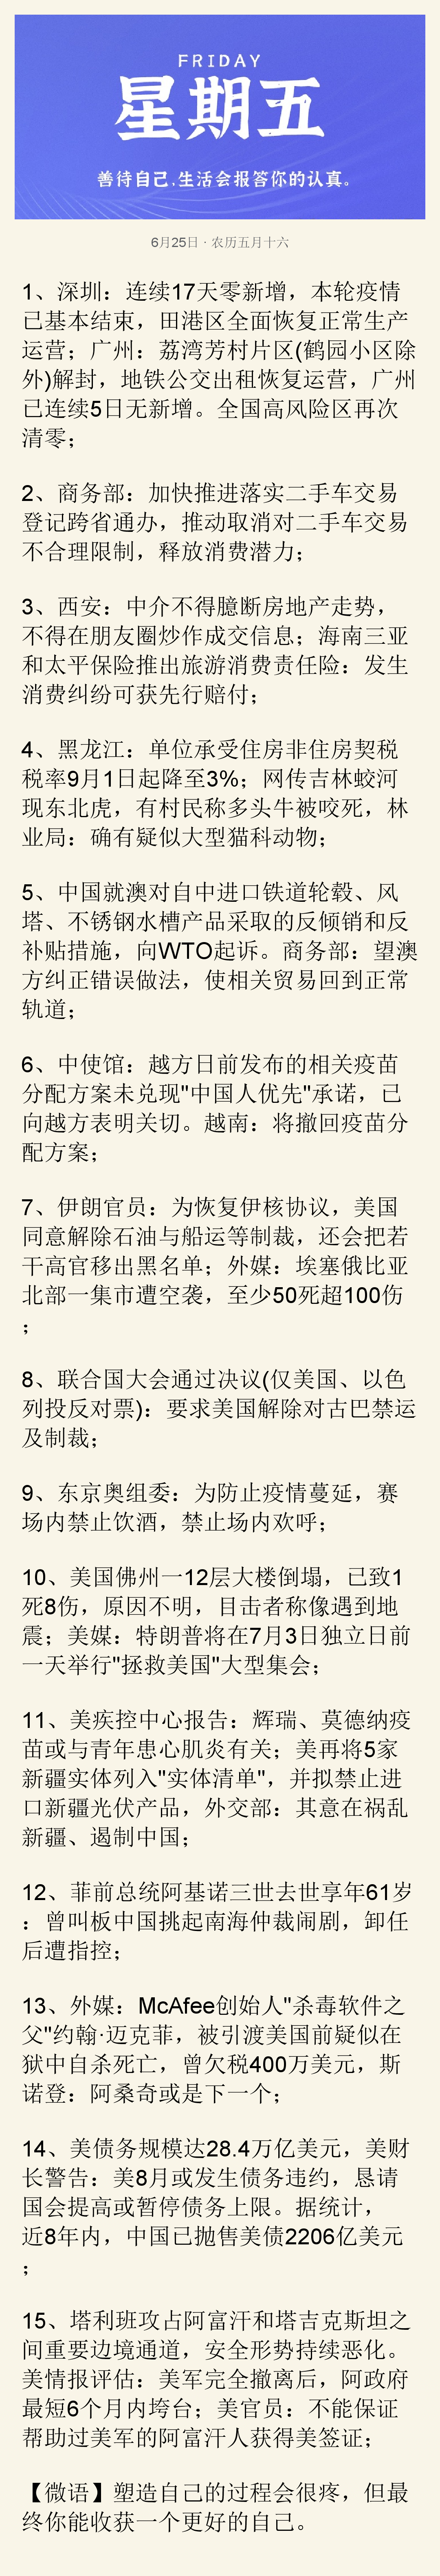 FRIDAY
星期五
善待自己,生活会报答你的认真。
6月25日 · 农历五月十六
1、深圳：连续17天零新增，本轮疫情
已基本结束，田港区全面恢复正常生产
运营；广州：荔湾芳村片区(鹤园小区除
外)解封，地铁公交出租恢复运营，广州
已连续5日无新增。全国高风险区再次
清零；
2、商务部：加快推进落实二手车交易
登记跨省通办，推动取消对二手车交易
不合理限制，释放消费潜力；
3、西安：中介不得臆断房地产走势，
不得在朋友圈炒作成交信息；海南三亚
和太平保险推出旅游消费责任险：发生
消费纠纷可获先行赔付；
4、黑龙江：单位承受住房非住房契税
税率9月1日起降至3%；网传吉林蛟河
现东北虎，有村民称多头牛被咬死，林
业局：确有疑似大型猫科动物；
5、中国就澳对自中进口铁道轮毂、风
塔、不锈钢水槽产品采取的反倾销和反
补贴措施，向WTO起诉。商务部：望澳
方纠正错误做法，使相关贸易回到正常
轨道；
6、中使馆：越方日前发布的相关疫苗
分配方案未兑现"中国人优先"承诺，已
向越方表明关切。越南：将撤回疫苗分
配方案；
7、伊朗官员：为恢复伊核协议，美国
同意解除石油与船运等制裁，还会把若
干高官移出黑名单；外媒：埃塞俄比亚
北部一集市遭空袭，至少50死超100伤
；
8、联合国大会通过决议(仅美国、以色
列投反对票)：要求美国解除对古巴禁运
及制裁；
9、东京奥组委：为防止疫情蔓延，赛
场内禁止饮酒，禁止场内欢呼；
10、美国佛州一12层大楼倒塌，已致1
死8伤，原因不明，目击者称像遇到地
震；美媒：特朗普将在7月3日独立日前
一天举行"拯救美国"大型集会；
11、美疾控中心报告：辉瑞、莫德纳疫
苗或与青年患心肌炎有关；美再将5家
新疆实体列入"实体清单"，并拟禁止进
口新疆光伏产品，外交部：其意在祸乱
新疆、遏制中国；
12、菲前总统阿基诺三世去世享年61岁
：曾叫板中国挑起南海仲裁闹剧，卸任
后遭指控；
13、外媒：McAfee创始人"杀毒软件之
父"约翰·迈克菲，被引渡美国前疑似在
狱中自杀死亡，曾欠税400万美元，斯
诺登：阿桑奇或是下一个；
14、美债务规模达28.4万亿美元，美财
长警告：美8月或发生债务违约，恳请
国会提高或暂停债务上限。据统计，
近8年内，中国已抛售美债2206亿美元
；
15、塔利班攻占阿富汗和塔吉克斯坦之
间重要边境通道，安全形势持续恶化。
美情报评估：美军完全撤离后，阿政府
最短6个月内垮台；美官员：不能保证
帮助过美军的阿富汗人获得美签证；
【微语】塑造自己的过程会很疼，但最
终你能收获一个更好的自己。